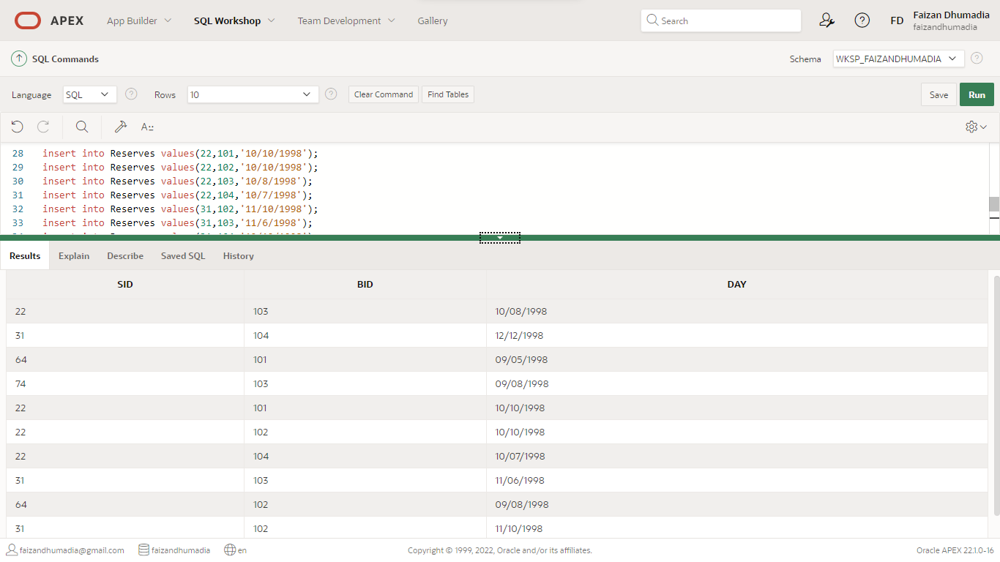 APEX App Builder SQL Workshop Team Development Gallery Search FD Faizan Dhumadia
faizandhumadia
SQL Commands Schema WKSP_FAIZANDHUMADIA
Language SQL Rows 10 Clear Command Find Tables Save Run
28 insert into Reserves values(22,101,'10/10/1998');
29 insert into Reserves values(22,102,'10/10/1998');
30 insert into Reserves values(22,103,'10/8/1998');
31 insert into Reserves values(22,104,'10/7/1998');
32 insert into Reserves values(31,102,'11/10/1998');
33 insert into Reserves values(31,103,'11/6/1998');
Results Explain Describe Saved SQL History
SID BID DAY
22 103 10/08/1998
31 104 12/12/1998
64 101 09/05/1998
74 103 09/08/1998
22 101 10/10/1998
22 102 10/10/1998
22 104 10/07/1998
31 103 11/06/1998
64 102 09/08/1998
31 102 11/10/1998
faizandhumadia@gmail.com faizandhumadia en Copyright © 1999, 2022, Oracle and/or its affiliates. Oracle APEX 22.1.0-16